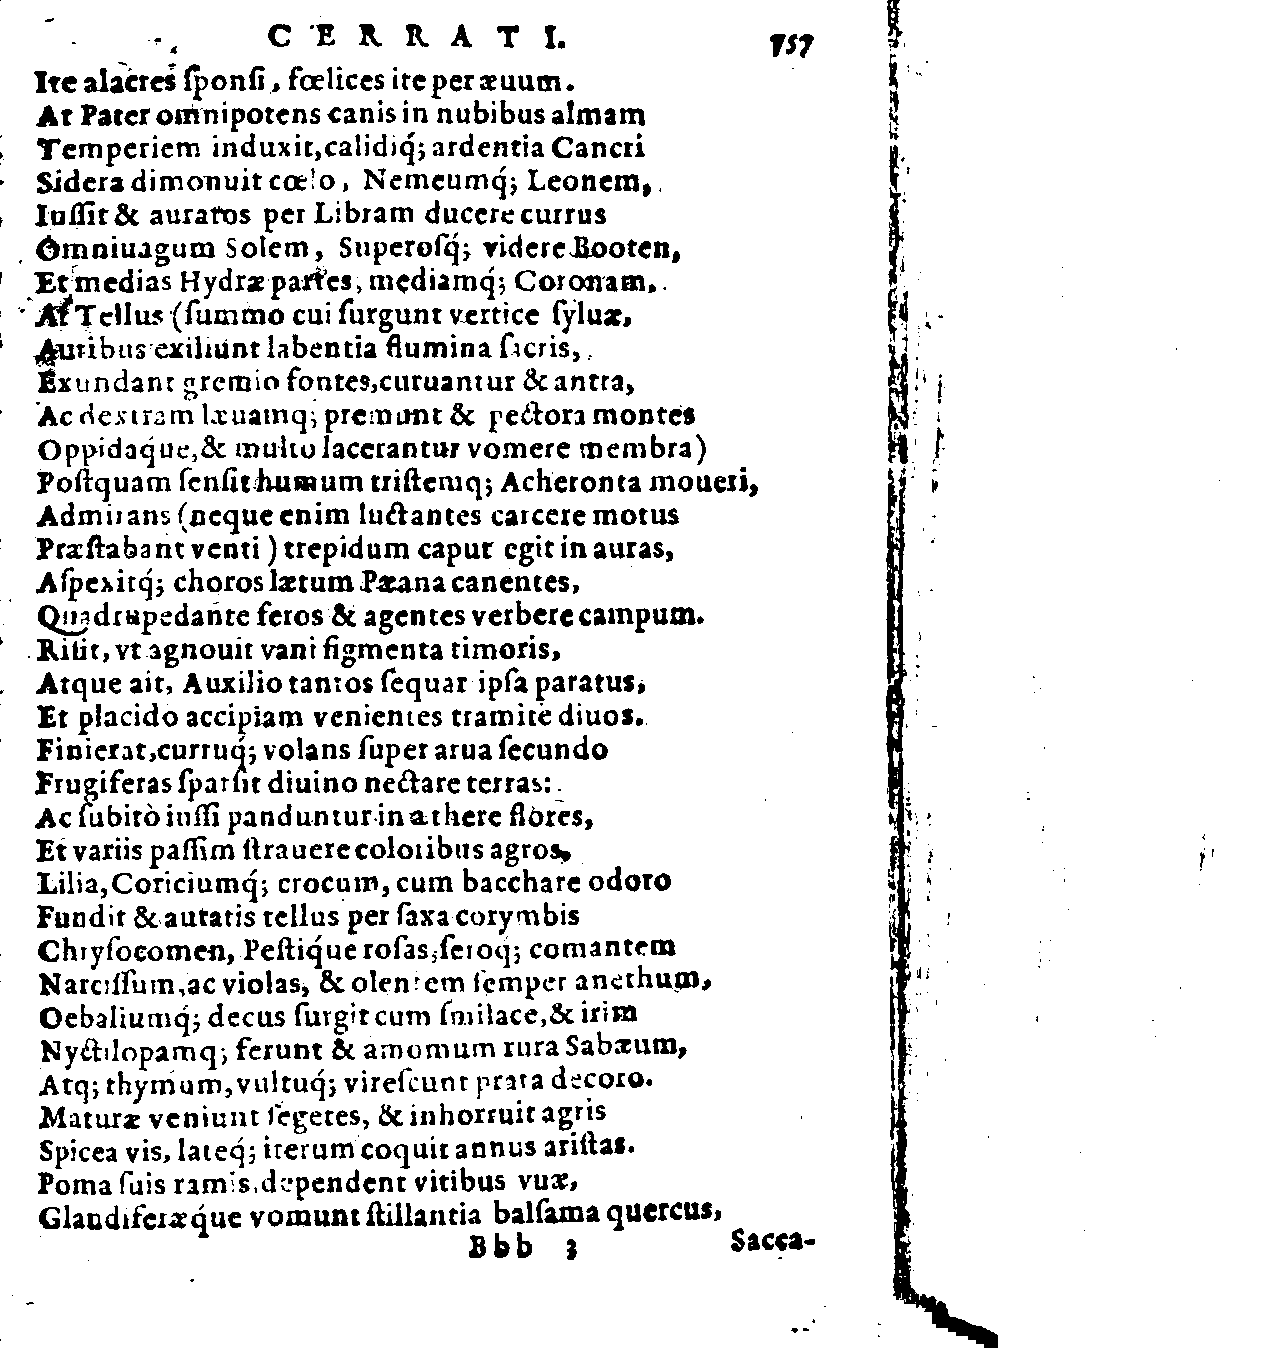 CERRATI. 757
Ite alacres ſponſi, fœlices ite per æuum.
At Pater omnipotens canis in nubibus almam
Temperiem induxit, calidiq́; ardentia Cancri
Sidera dimonuit cœlo, Nemeumq́; Leonem,
Iuſſit & auratos per Libram ducere currus
Omniuagum Solem, Superoſq́; videre Booten,
Et medias Hydræ partes, mediamq́; Coronam.
At Tellus (ſummo cui ſurgunt vertice ſyluæ,
Auribus exiliunt labentia flumina ſacris,
Exundant gremio fontes, curuantur & antra,
Ac dextram læuamq; premunt & pectora montes
Oppidaq́ue, & multo lacerantur vomere membra)
Poſtquam ſenſit humum triſtemq; Acheronta moueri,
Admirans (neque enim luctantes carcere motus
Præſtabant venti) trepidum caput egit in auras,
Aſpexitq́; choros lætum Pæana canentes,
Quadrupedante feros & agentes verbere campum.
Riſit, vt agnouit vani figmenta timoris,
Atque ait, Auxilio tantos ſequar ipſa paratus,
Et placido accipiam venientes tramite diuos.
Finierat, curruq́; volans ſuper arua ſecundo
Frugiferas ſparſit diuino nectare terras:
Ac ſubitò iuſſi panduntur in æthere flores,
Et variis paſſim ſtrauere coloribus agros,
Lilia, Coriciumq́; crocum, cum bacchare odoro
Fundit & auratis tellus per ſaxa corymbis
Chryſocomen, Peſtiq́ue roſas, ſeroq; comantem
Narciſſum, ac violas, & olentem ſemper anethum,
Oebaliumq́; decus ſurgit cum ſmilace, & irim
Nyctilopamq; ferunt & amomum rura Sabæum,
Atq; thymum, vultuq́; vireſcunt prata decoro.
Maturæ veniunt ſegetes, & inhorruit agris
Spicea vis, lateq́; iterum coquit annus ariſtas.
Poma ſuis ramis, dependent vitibus vuæ,
Glandiferæq́ue vomunt ſtillantia balſama quercus,
Bbb 3 Sacca-